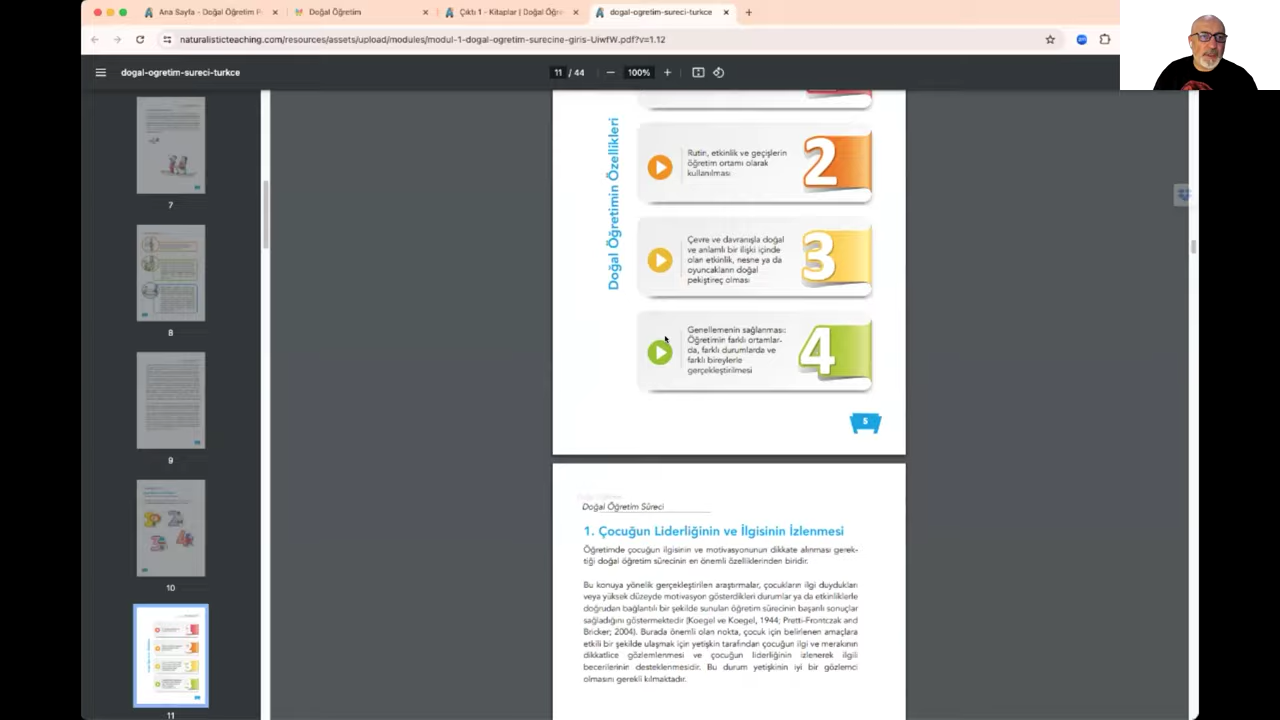 Ana Sayfa - Doğal Öğretim P
Doğal Öğretim
Çıktı 1 - Kitaplar | Doğal Öğre
dogal-ogretim-sureci-turkce
naturalisticteaching.com/resources/assets/upload/modules/modul-1-dogal-ogretim-surecine-giris-UiwfW.pdf?v=1.12
dogal-ogretim-sureci-turkce
11 / 44
100%
7
8
9
10
11
Doğal Öğretimin Özellikleri
Rutin, etkinlik ve geçişlerin
öğretim ortamı olarak
kullanılması
2
Çevre ve davranışla doğal
ve anlamlı bir ilişki içinde
olan etkinlik, nesne ya da
oyuncakların doğal
pekiştireç olması
3
Genellemenin sağlanması:
Öğretimin farklı ortamlar-
da, farklı durumlarda ve
farklı bireylerle
gerçekleştirilmesi
4
5
Doğal Öğretim Süreci
1. Çocuğun Liderliğinin ve İlgisinin İzlenmesi
Öğretimde çocuğun ilgisinin ve motivasyonunun dikkate alınması gerek-
tiği doğal öğretim sürecinin en önemli özelliklerinden biridir.
Bu konuya yönelik gerçekleştirilen araştırmalar, çocukların ilgi duydukları
veya yüksek düzeyde motivasyon gösterdikleri durumlar ya da etkinliklerle
doğrudan bağlantılı bir şekilde sunulan öğretim sürecinin başarılı sonuçlar
sağladığını göstermektedir (Koegel ve Koegel, 1944; Pretti-Frontczak and
Bricker; 2004). Burada önemli olan nokta, çocuk için belirlenen amaçlara
etkili bir şekilde ulaşmak için yetişkin tarafından çocuğun ilgi ve merakının
dikkatlice gözlemlenmesi ve çocuğun liderliğinin izlenerek ilgili
becerilerinin desteklenmesidir. Bu durum yetişkinin iyi bir gözlemci
olmasını gerekli kılmaktadır.